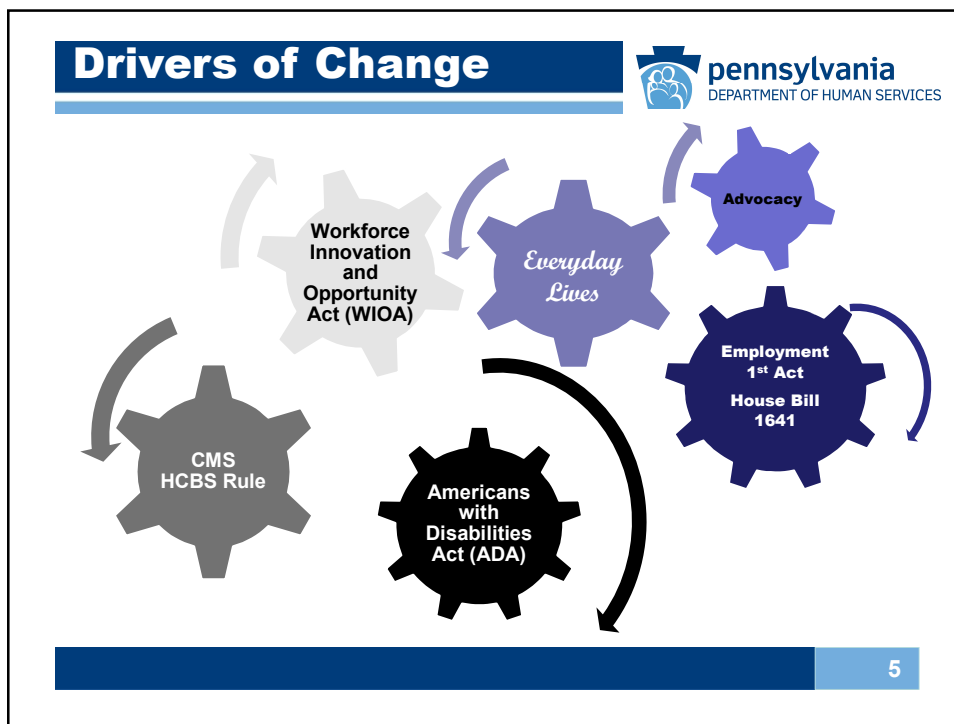 Drivers of Change
pennsylvania
DEPARTMENT OF HUMAN SERVICES
Workforce
Innovation
and
Opportunity
Act (WIOA)
Everyday
Lives
Advocacy
Employment
1st Act
House Bill
1641
CMS
HCBS Rule
Americans
with
Disabilities
Act (ADA)
5